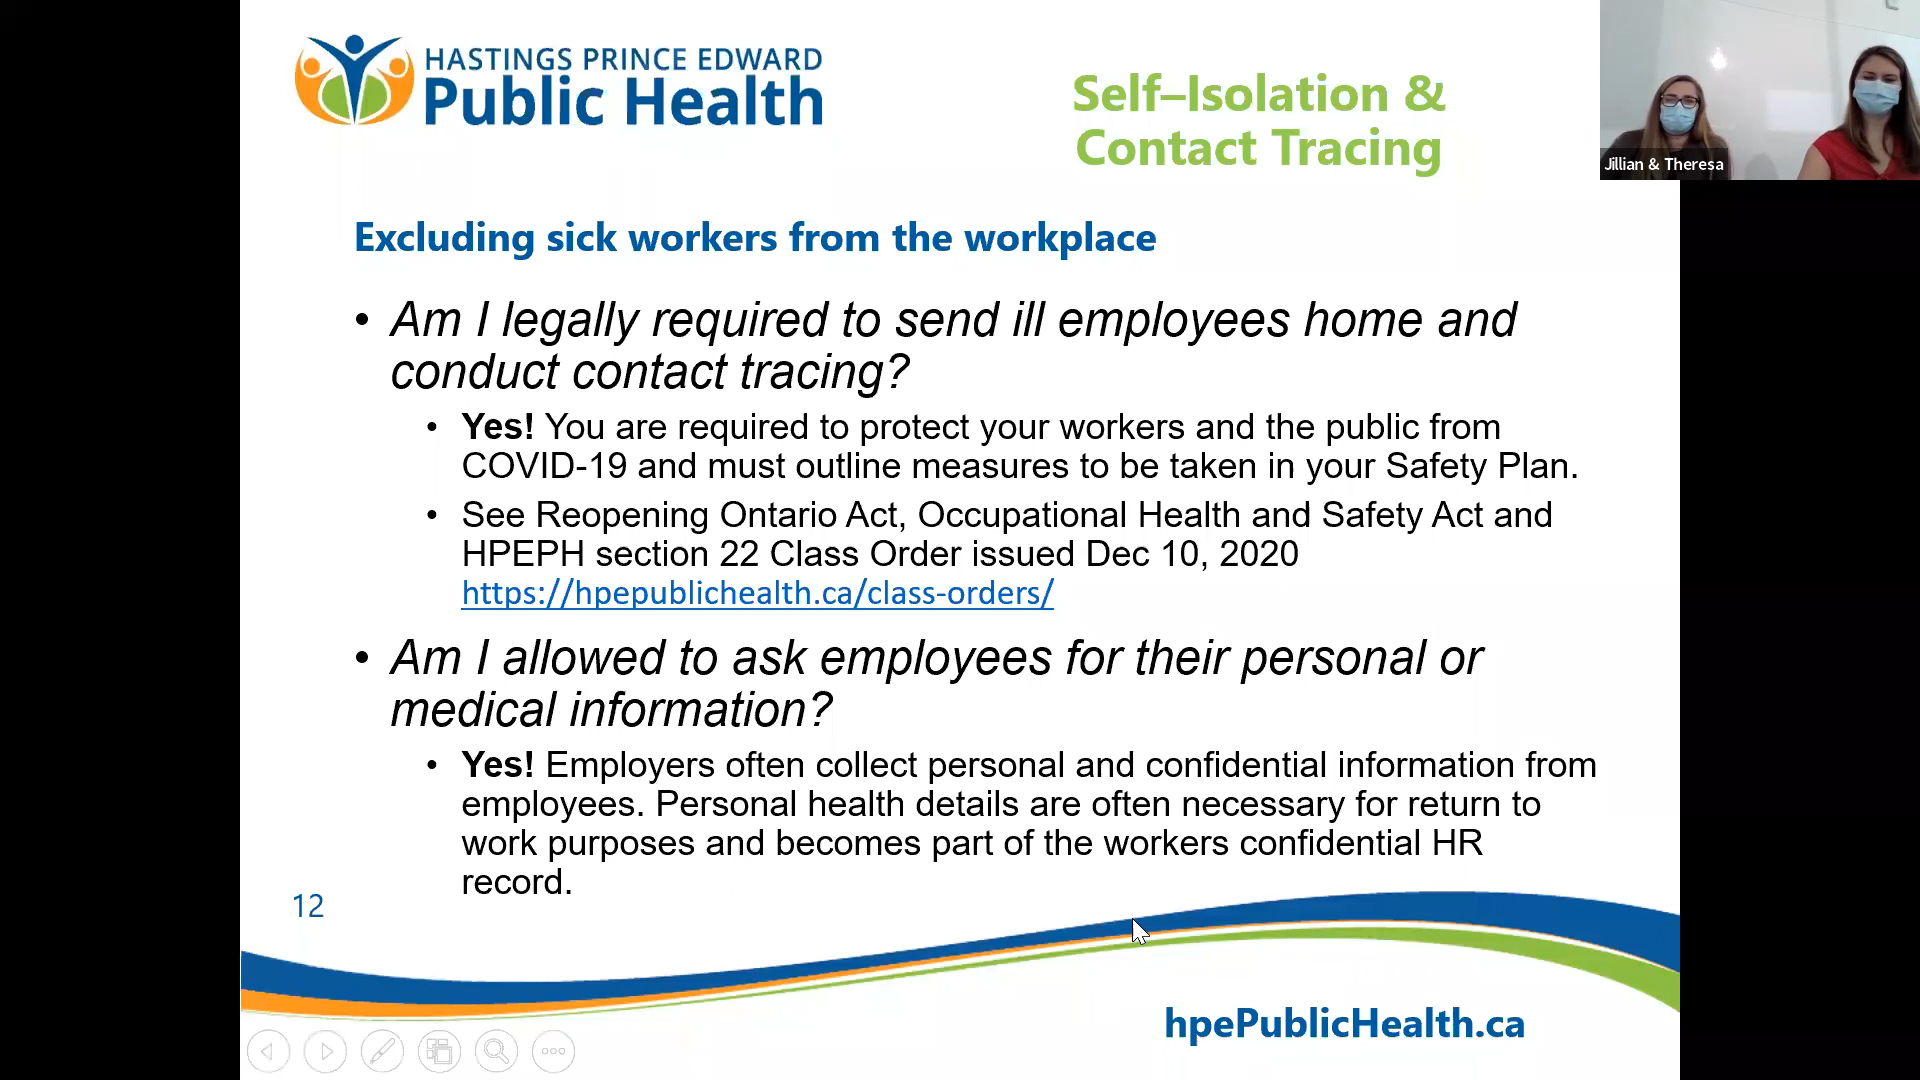 HASTINGS PRINCE EDWARD
Public Health
Self–Isolation &
Contact Tracing
Jillian & Theresa
Excluding sick workers from the workplace
• Am I legally required to send ill employees home and
conduct contact tracing?
• Yes! You are required to protect your workers and the public from
COVID-19 and must outline measures to be taken in your Safety Plan.
• See Reopening Ontario Act, Occupational Health and Safety Act and
HPEPH section 22 Class Order issued Dec 10, 2020
https://hpepublichealth.ca/class-orders/
• Am I allowed to ask employees for their personal or
medical information?
• Yes! Employers often collect personal and confidential information from
employees. Personal health details are often necessary for return to
work purposes and becomes part of the workers confidential HR
record.
12
hpePublicHealth.ca